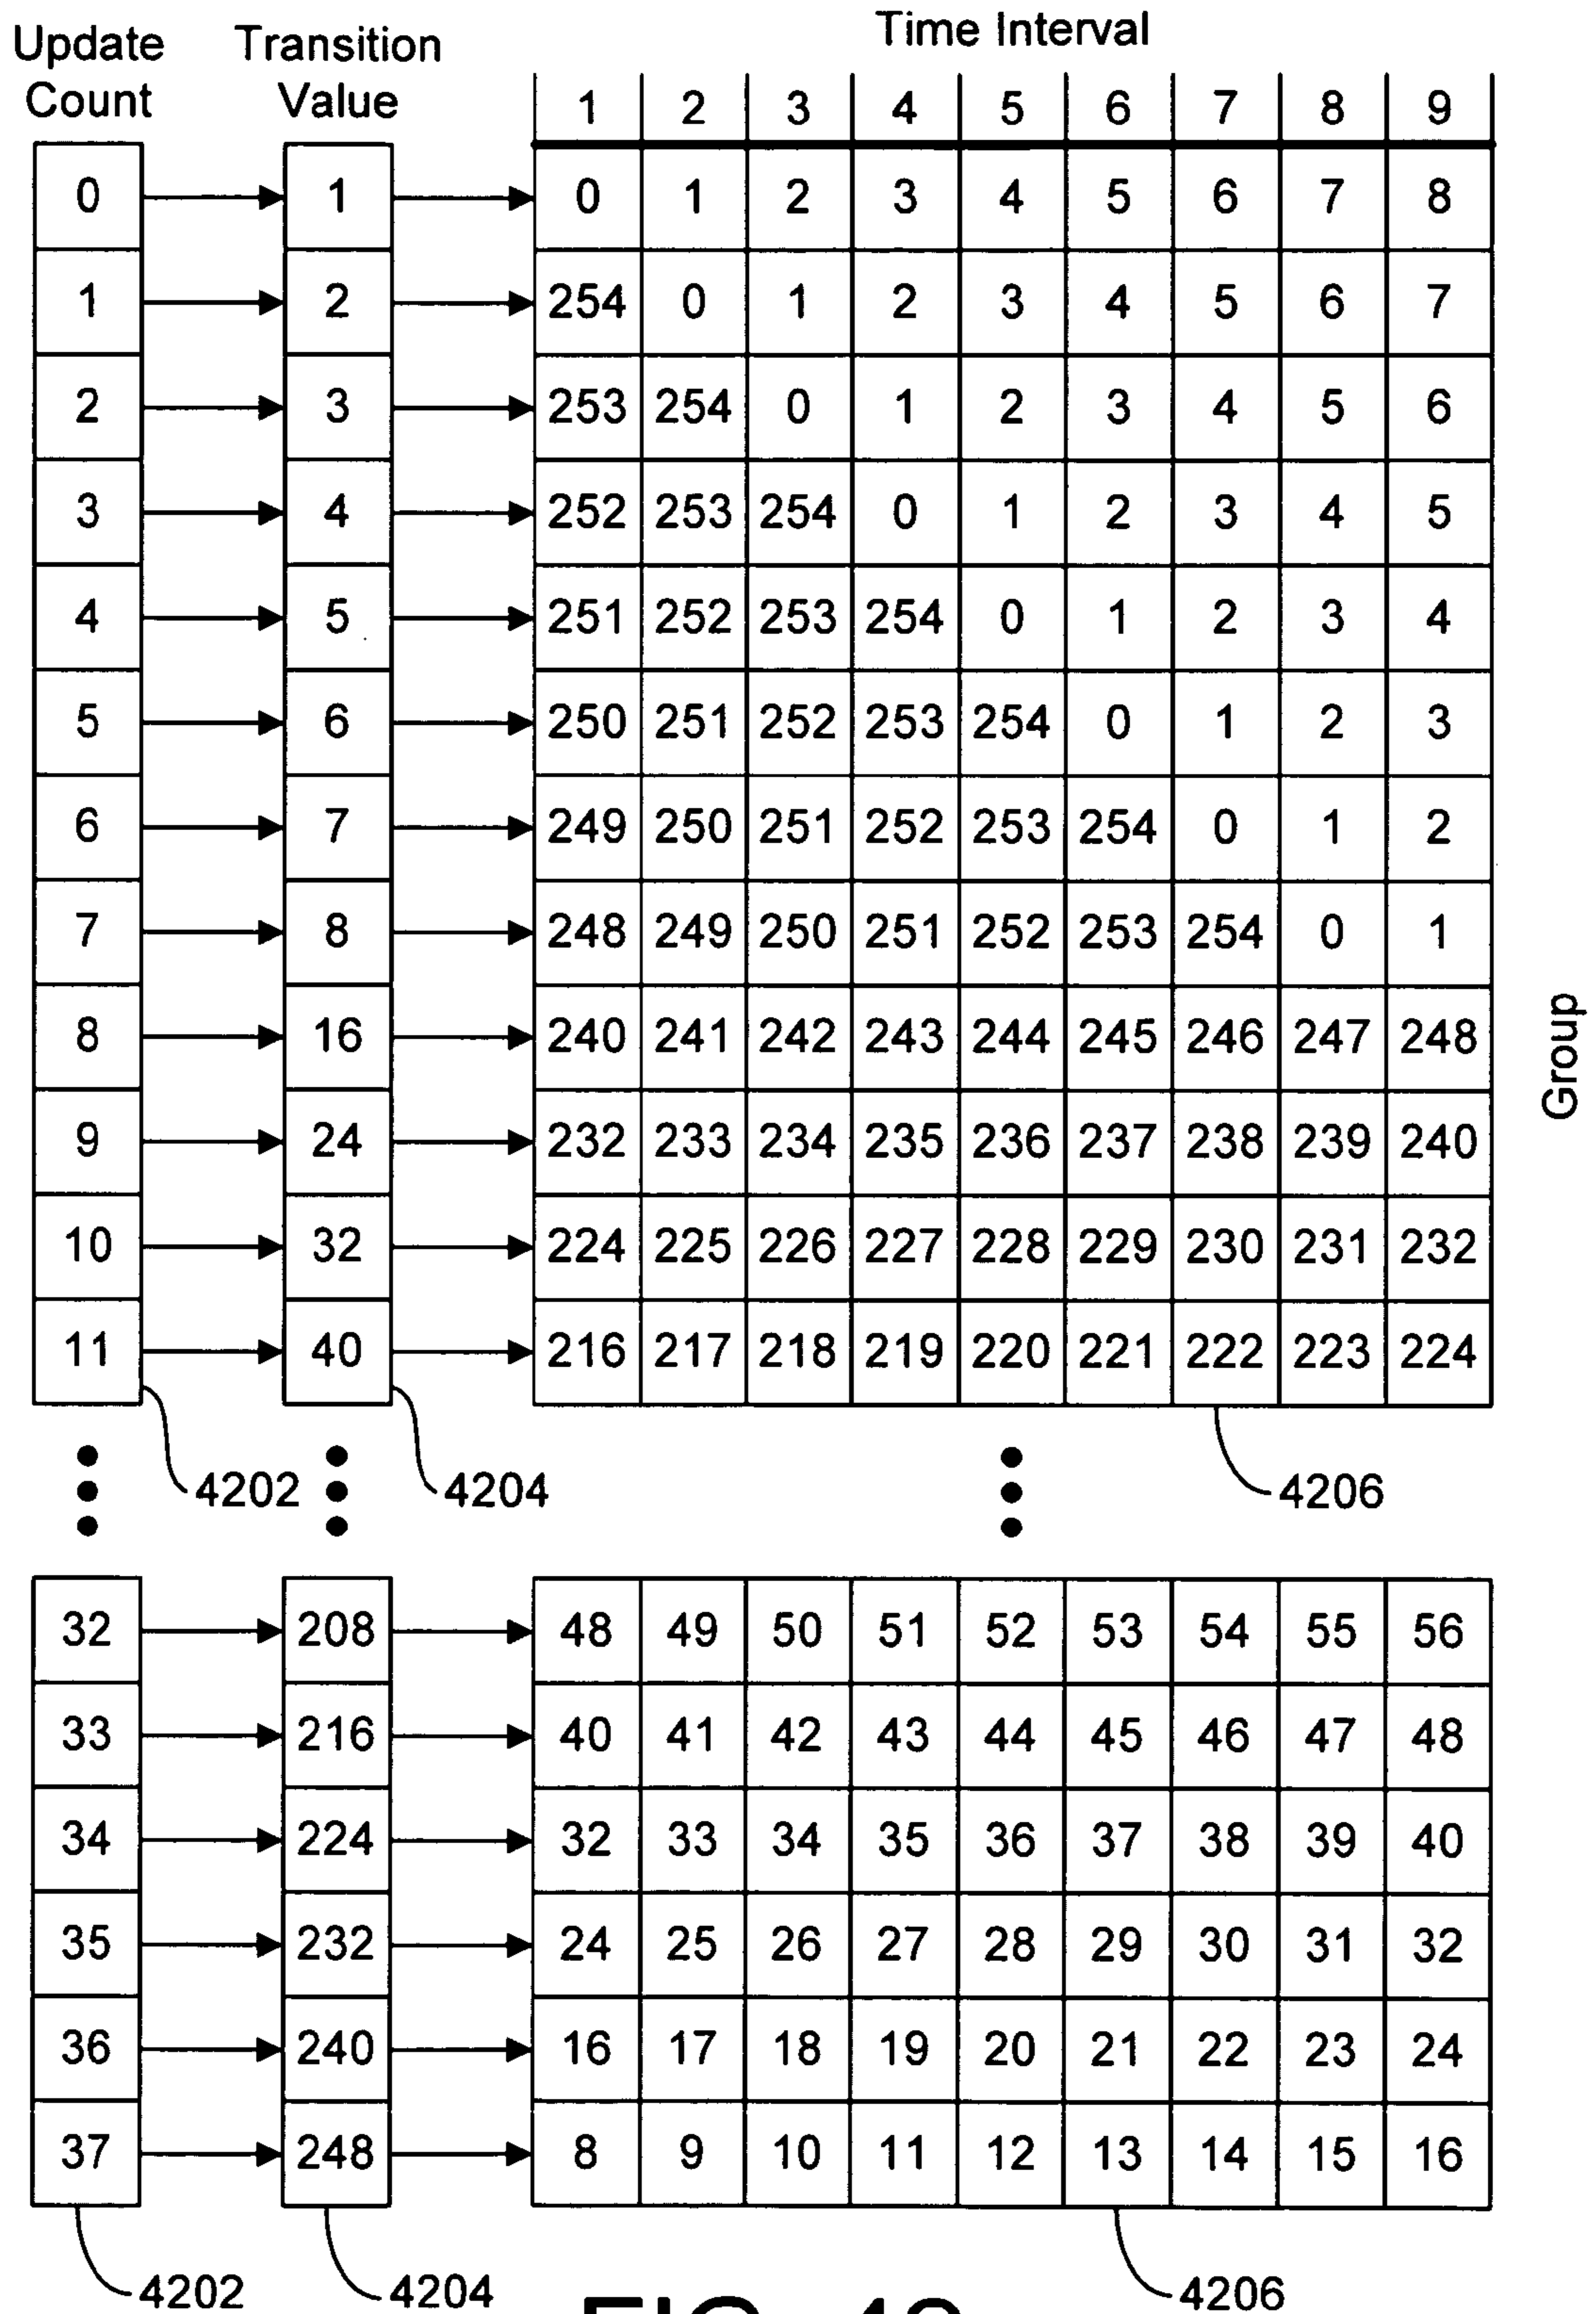 Time Interval
Update Transition
Count Value 1 2 3 4 5 6 7 8 9
0 1 0 1 2 3 4 5 6 7 8
1 2 254 0 1 2 3 4 5 6 7
2 3 253 254 0 1 2 3 4 5 6
3 4 252 253 254 0 1 2 3 4 5
4 5 251 252 253 254 0 1 2 3 4
5 6 250 251 252 253 254 0 1 2 3
6 7 249 250 251 252 253 254 0 1 2
7 8 248 249 250 251 252 253 254 0 1
8 16 240 241 242 243 244 245 246 247 248
9 24 232 233 234 235 236 237 238 239 240
10 32 224 225 226 227 228 229 230 231 232
11 40 216 217 218 219 220 221 222 223 224
Group
4202 4204 4206
32 208 48 49 50 51 52 53 54 55 56
33 216 40 41 42 43 44 45 46 47 48
34 224 32 33 34 35 36 37 38 39 40
35 232 24 25 26 27 28 29 30 31 32
36 240 16 17 18 19 20 21 22 23 24
37 248 8 9 10 11 12 13 14 15 16
4202 4204 4206